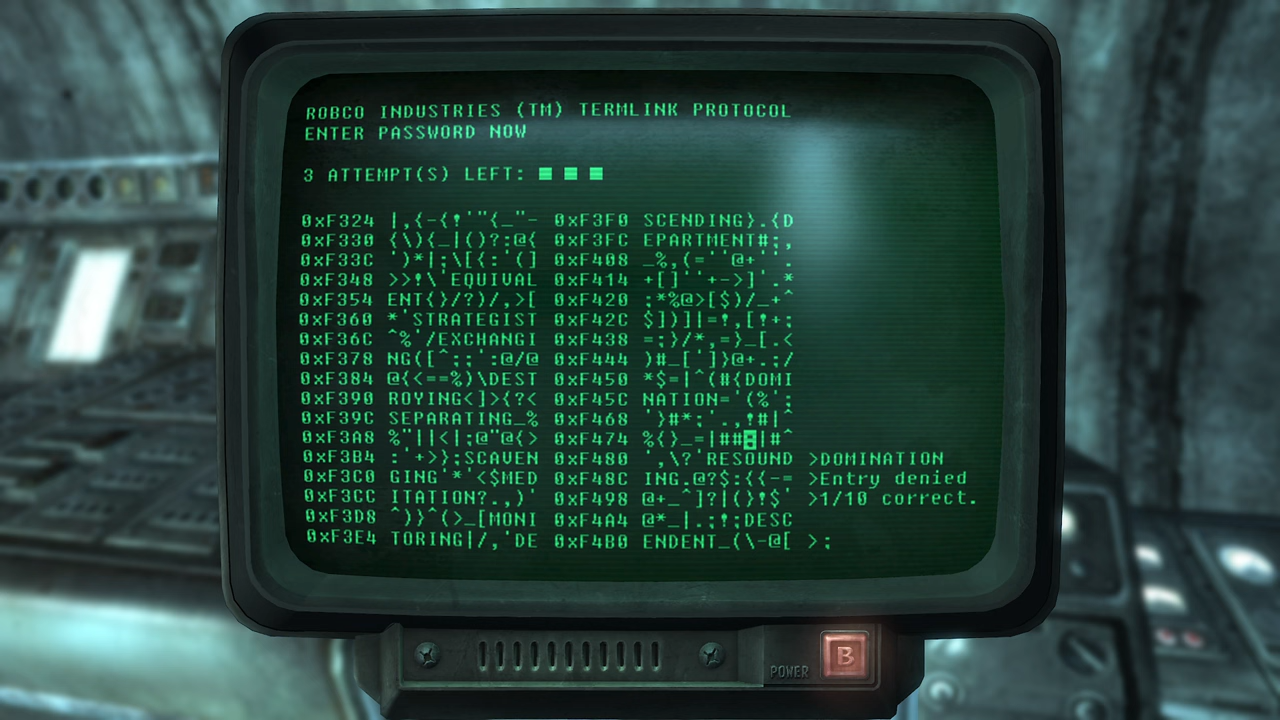 ROBCO INDUSTRIES (TM) TERMLINK PROTOCOL
ENTER PASSWORD NOW
3 ATTEMPT(S) LEFT: ■ ■ ■
0xF324 |,{-{!'"{_"- 0xF3F0 SCENDING}.{D
0xF330 {\){_|()?:@{ 0xF3FC EPARTMENT#;,
0xF33C ')*|;\[{:'(] 0xF408 _%,(=''@+''.
0xF348 >>!\'EQUIVAL 0xF414 +[]''+->]'.*
0xF354 ENT{}/?)/,>[ 0xF420 ;*%@>[$)/_+^
0xF360 *'STRATEGIST 0xF42C $])]|=!,[!+;
0xF36C ^%'/EXCHANGI 0xF438 =;}/*,=}_[.<
0xF378 NG([^;;':@/@ 0xF444 )#_[']}@+.;/
0xF384 @{<==%)\DEST 0xF450 *$=|^(#{DOMI
0xF390 ROYING<]>{?< 0xF45C NATION='(%';
0xF39C SEPARATING_% 0xF468 '}#*;'.,!#|^
0xF3A8 %"||<|;@"@{> 0xF474 %{}_=|##:|#^
0xF3B4 :'+>};SCAVEN 0xF480 ',\?'RESOUND >DOMINATION
0xF3C0 GING'*'<$MED 0xF48C ING.@?$:{{-= >Entry denied
0xF3CC ITATION?.,)' 0xF498 @+_^]?|(}!$' >1/10 correct.
0xF3D8 ^)}^(>_[MONI 0xF4A4 @*_|.;!;DESC
0xF3E4 TORING|/,'DE 0xF4B0 ENDENT_(\-@[ >;
POWER B